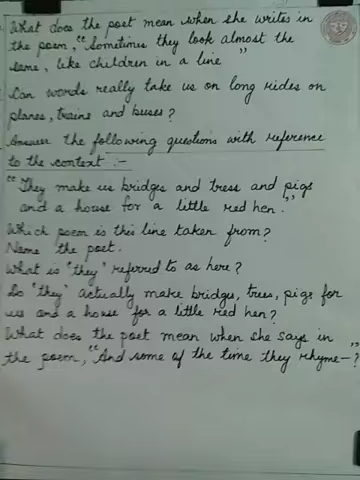 What does the poet mean when she writes in
the poem, "Sometimes they look almost the
same, like children in a line"
Can words really take us on long rides on
planes, trains and buses?
Answer the following questions with reference
to the context :-
"They make us bridges and tress and pigs
and a house for a little red hen."
Which poem is this line taken from?
Name the poet.
What is "they" referred to as here?
Do "they" actually make bridges, trees, pigs for
us and a house for a little red hen?
What does the poet mean when she says in
the poem, "And some of the time they rhyme—"?